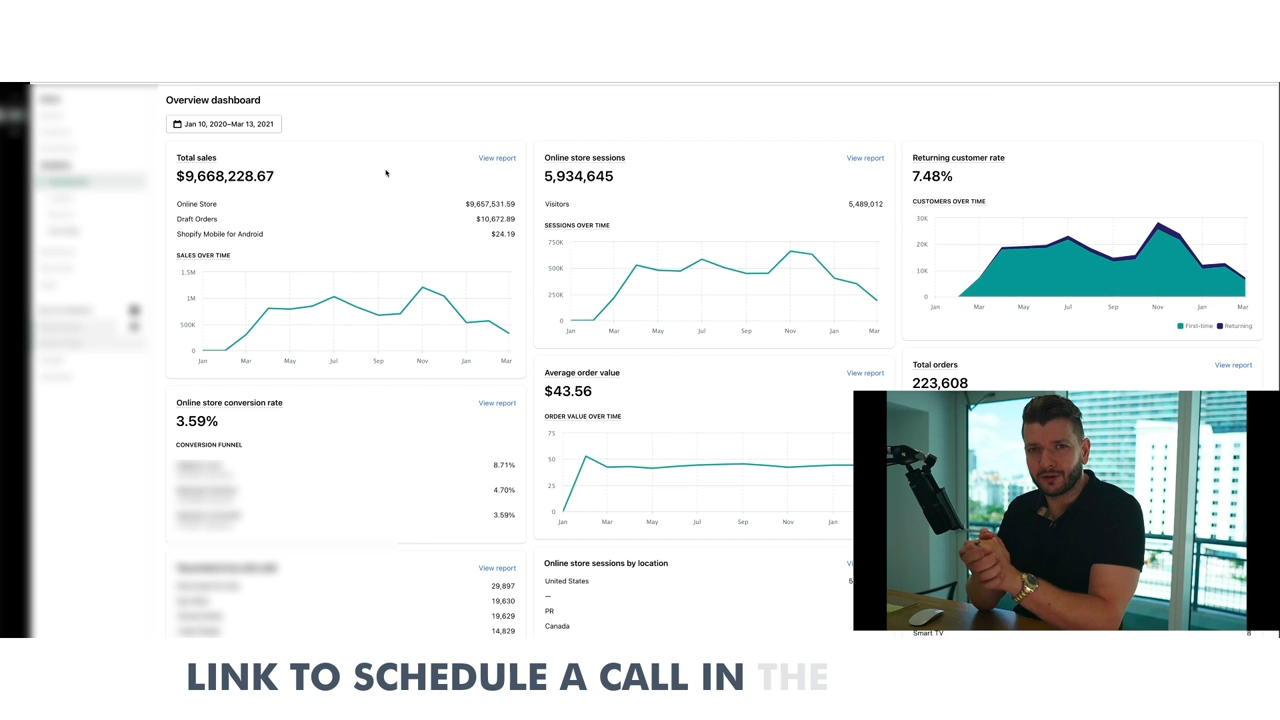 Overview dashboard
Jan 10, 2020–Mar 13, 2021
Total sales
View report
$9,668,228.67
Online Store
$9,657,531.59
Draft Orders
$10,672.89
Shopify Mobile for Android
$24.19
SALES OVER TIME
1.5M
1M
500K
0
Jan Mar May Jul Sep Nov Jan Mar
Online store conversion rate
View report
3.59%
CONVERSION FUNNEL
8.71%
4.70%
3.59%
View report
29,897
19,630
19,629
14,829
Online store sessions
View report
5,934,645
Visitors
5,489,012
SESSIONS OVER TIME
750K
500K
250K
0
Jan Mar May Jul Sep Nov Jan Mar
Average order value
View report
$43.56
ORDER VALUE OVER TIME
75
50
25
0
Jan Mar May Jul Sep Nov Jan
Online store sessions by location
United States
—
PR
Canada
Returning customer rate
7.48%
CUSTOMERS OVER TIME
30K
20K
10K
0
Jan Mar May Jul Sep Nov Jan Mar
First-time Returning
Total orders
View report
223,608
Smart TV
8
LINK TO SCHEDULE A CALL IN THE